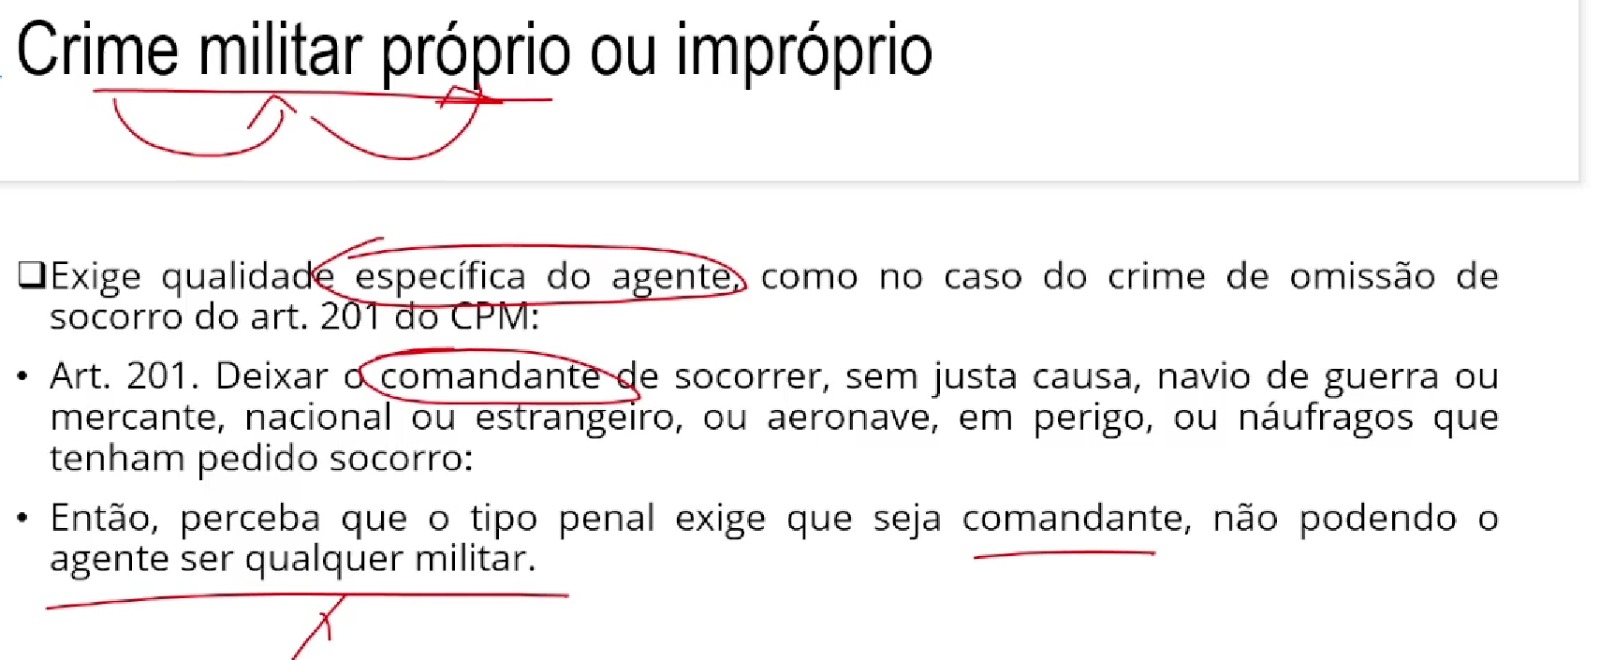 Crime militar próprio ou impróprio
❑Exige qualidade específica do agente, como no caso do crime de omissão de
socorro do art. 201 do CPM:
• Art. 201. Deixar o comandante de socorrer, sem justa causa, navio de guerra ou
mercante, nacional ou estrangeiro, ou aeronave, em perigo, ou náufragos que
tenham pedido socorro:
• Então, perceba que o tipo penal exige que seja comandante, não podendo o
agente ser qualquer militar.